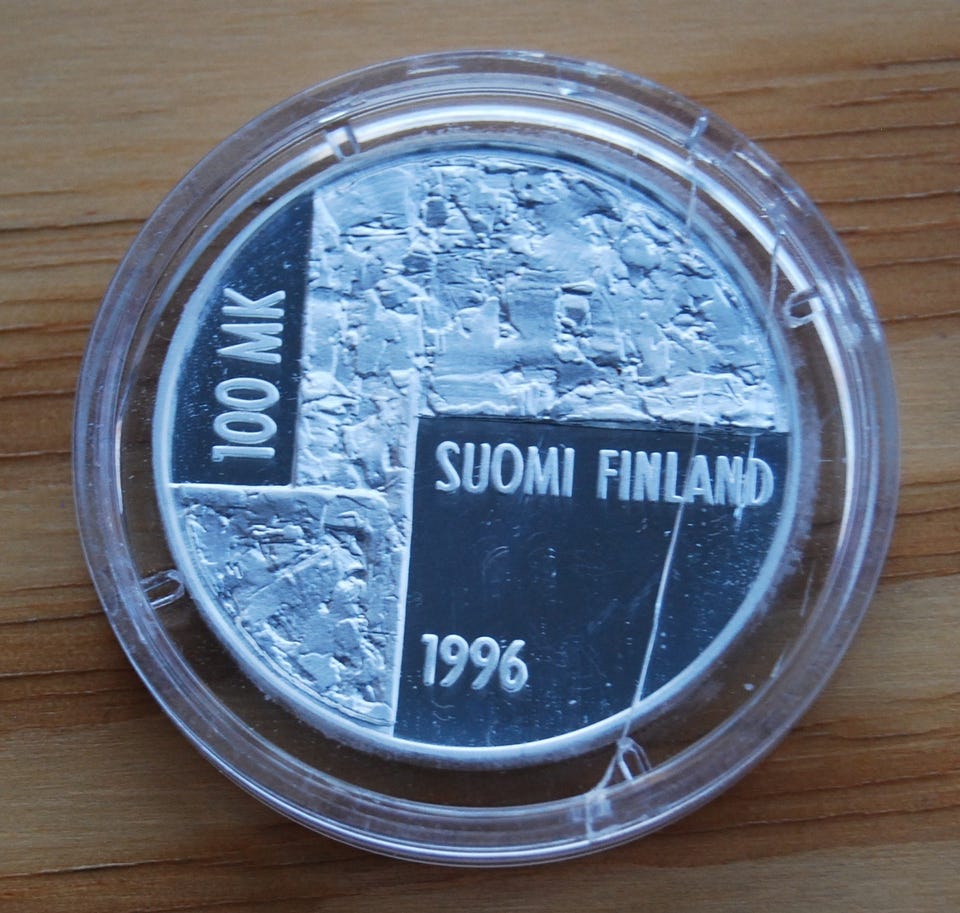 100 MK
SUOMI FINLAND
1996